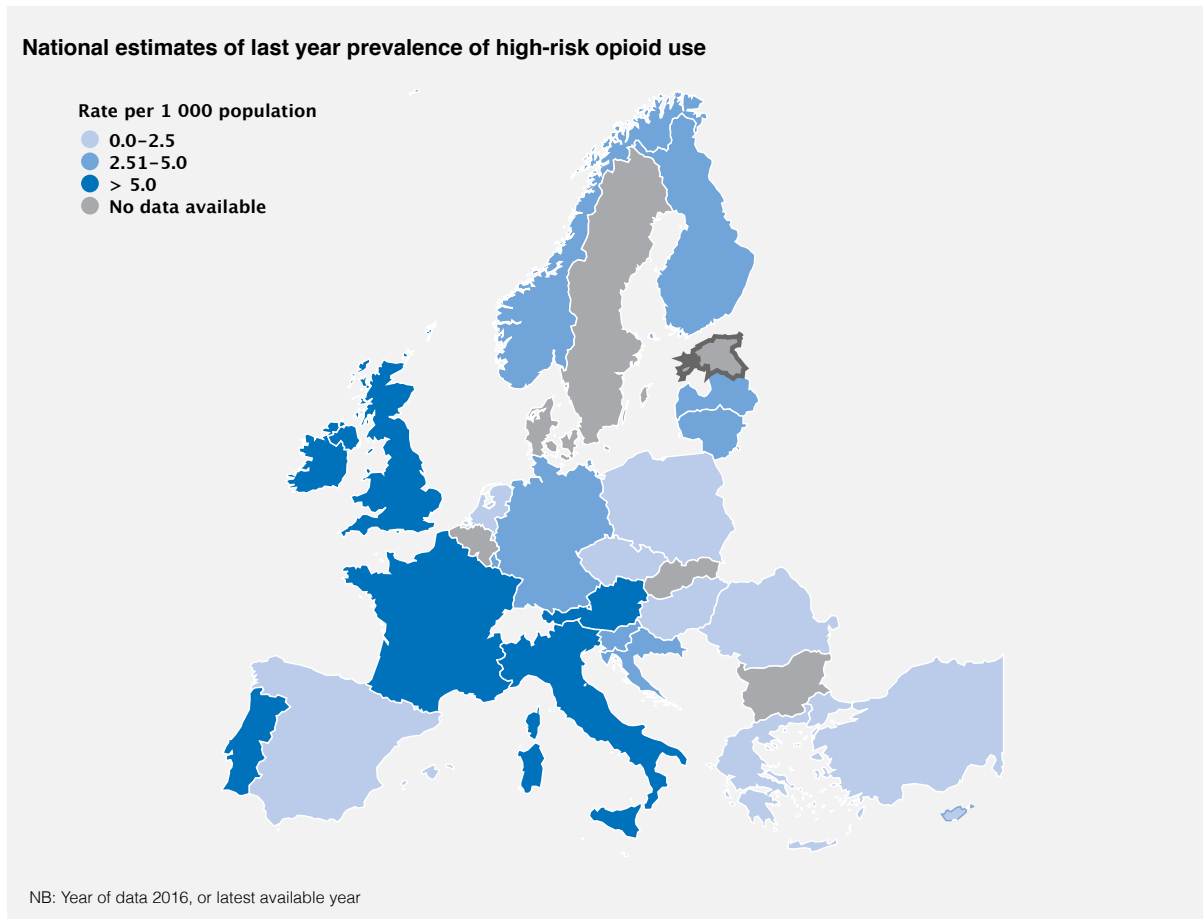 National estimates of last year prevalence of high-risk opioid use
Rate per 1 000 population
0.0–2.5
2.51–5.0
> 5.0
No data available
NB: Year of data 2016, or latest available year